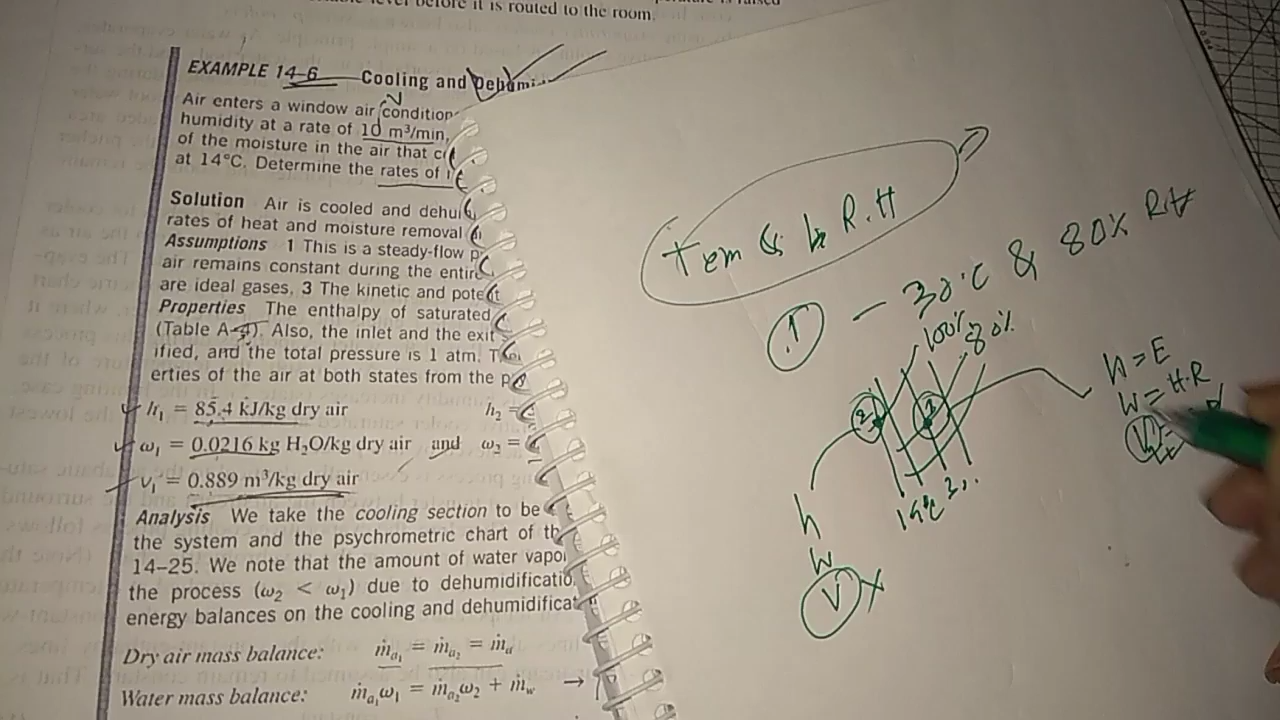 it is routed to the room.
EXAMPLE 14-6 Cooling and Dehumi
Air enters a window air condition
humidity at a rate of 10 m³/min,
of the moisture in the air that c
at 14°C. Determine the rates of
Solution Air is cooled and dehu
rates of heat and moisture removal
Assumptions 1 This is a steady-flow p
air remains constant during the entire
are ideal gases. 3 The kinetic and potent
Properties The enthalpy of saturated
(Table A-4). Also, the inlet and the exit
ified, and the total pressure is 1 atm.
erties of the air at both states from the p
h₁ = 85.4 kJ/kg dry air h₂ =
ω₁ = 0.0216 kg H₂O/kg dry air and ω₂ =
v₁ = 0.889 m³/kg dry air
Analysis We take the cooling section to be
the system and the psychrometric chart of th
14-25. We note that the amount of water vapo
the process (ω₂ < ω₁) due to dehumidificatio
energy balances on the cooling and dehumidificat
Dry air mass balance: ṁa₁ = ṁa₂ = ṁa
Water mass balance: ṁa₁ω₁ = ṁa₂ω₂ + ṁw →
Tem & R.H
1 - 30°C & 80% R.H
100% 80%
2 1
14°C 30.
h = E
W = H.R
V
h
W
V X